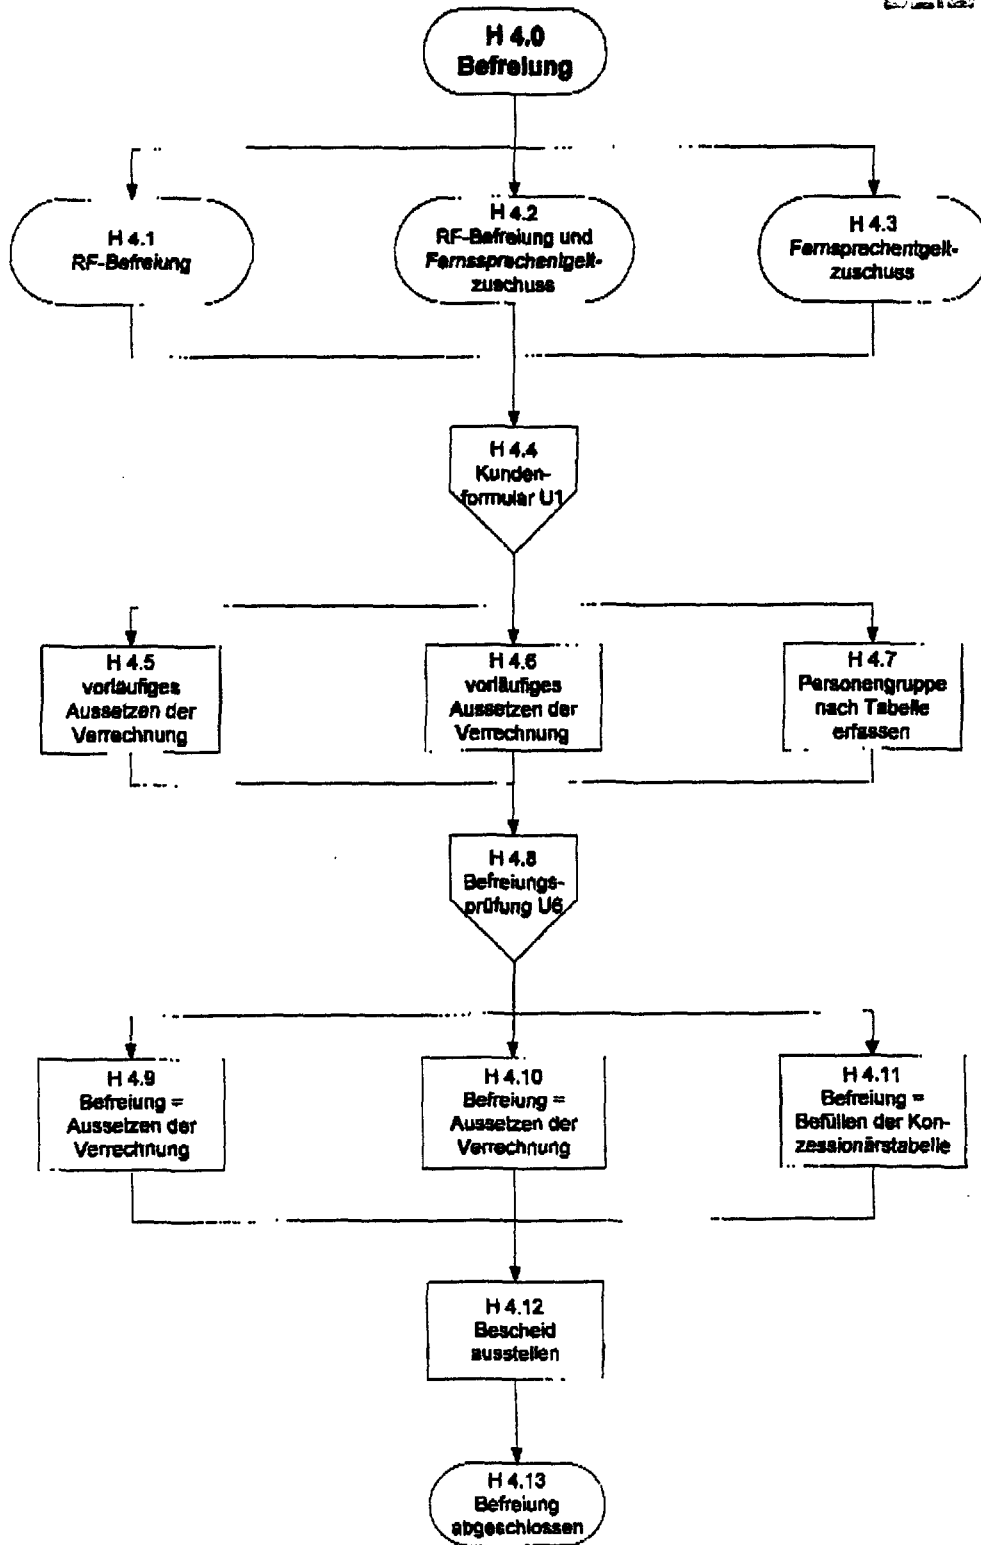 H 4.0
Befreiung
H 4.1
RF-Befreiung
H 4.2
RF-Befreiung und
Fernssprechentgelt-
zuschuss
H 4.3
Fernsprechentgelt-
zuschuss
H 4.4
Kunden-
formular U1
H 4.5
vorläufiges
Aussetzen der
Verrechnung
H 4.6
vorläufiges
Aussetzen der
Verrechnung
H 4.7
Personengruppe
nach Tabelle
erfassen
H 4.8
Befreiungs-
prüfung U6
H 4.9
Befreiung =
Aussetzen der
Verrechnung
H 4.10
Befreiung =
Aussetzen der
Verrechnung
H 4.11
Befreiung =
Befüllen der Kon-
zessionärstabelle
H 4.12
Bescheid
ausstellen
H 4.13
Befreiung
abgeschlossen